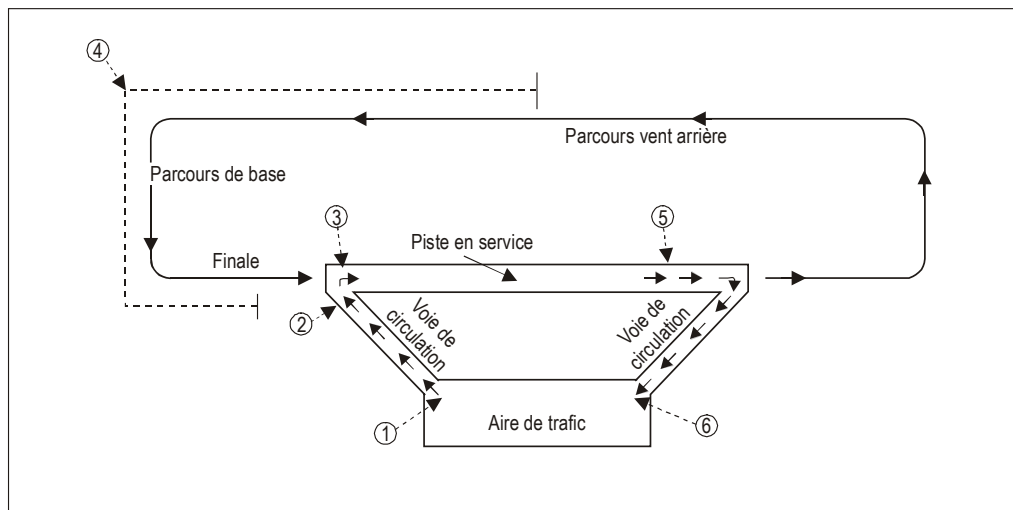 ④
Parcours vent arrière
Parcours de base
③
⑤
Piste en service
Finale
②
Voie de
circulation
Voie de
circulation
①
Aire de trafic
⑥